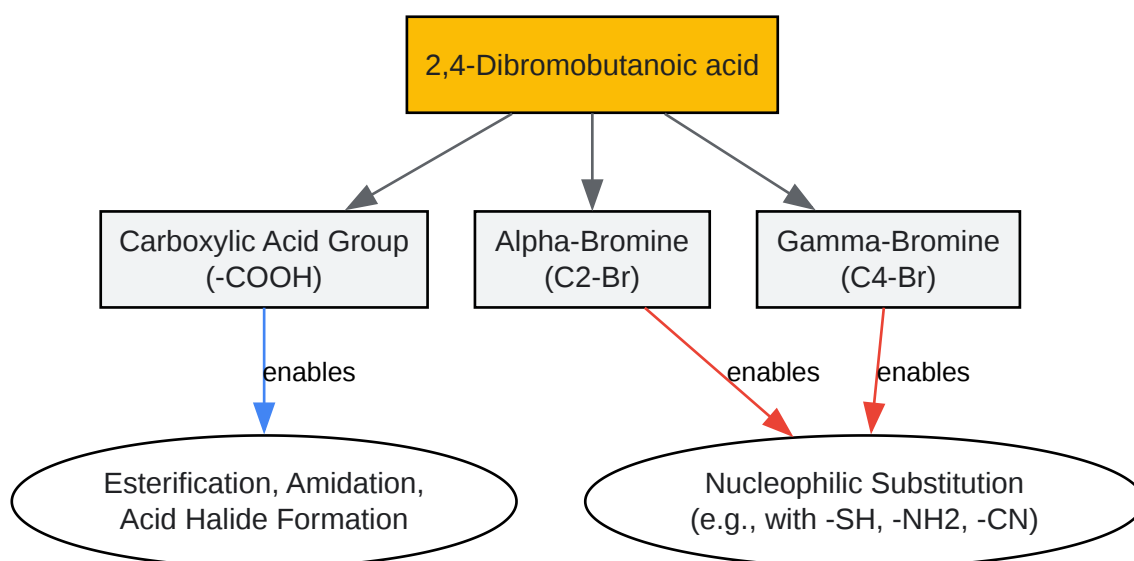 2,4-Dibromobutanoic acid
Carboxylic Acid Group
(-COOH)
Alpha-Bromine
(C2-Br)
Gamma-Bromine
(C4-Br)
enables
enables
enables
Esterification, Amidation,
Acid Halide Formation
Nucleophilic Substitution
(e.g., with -SH, -NH2, -CN)